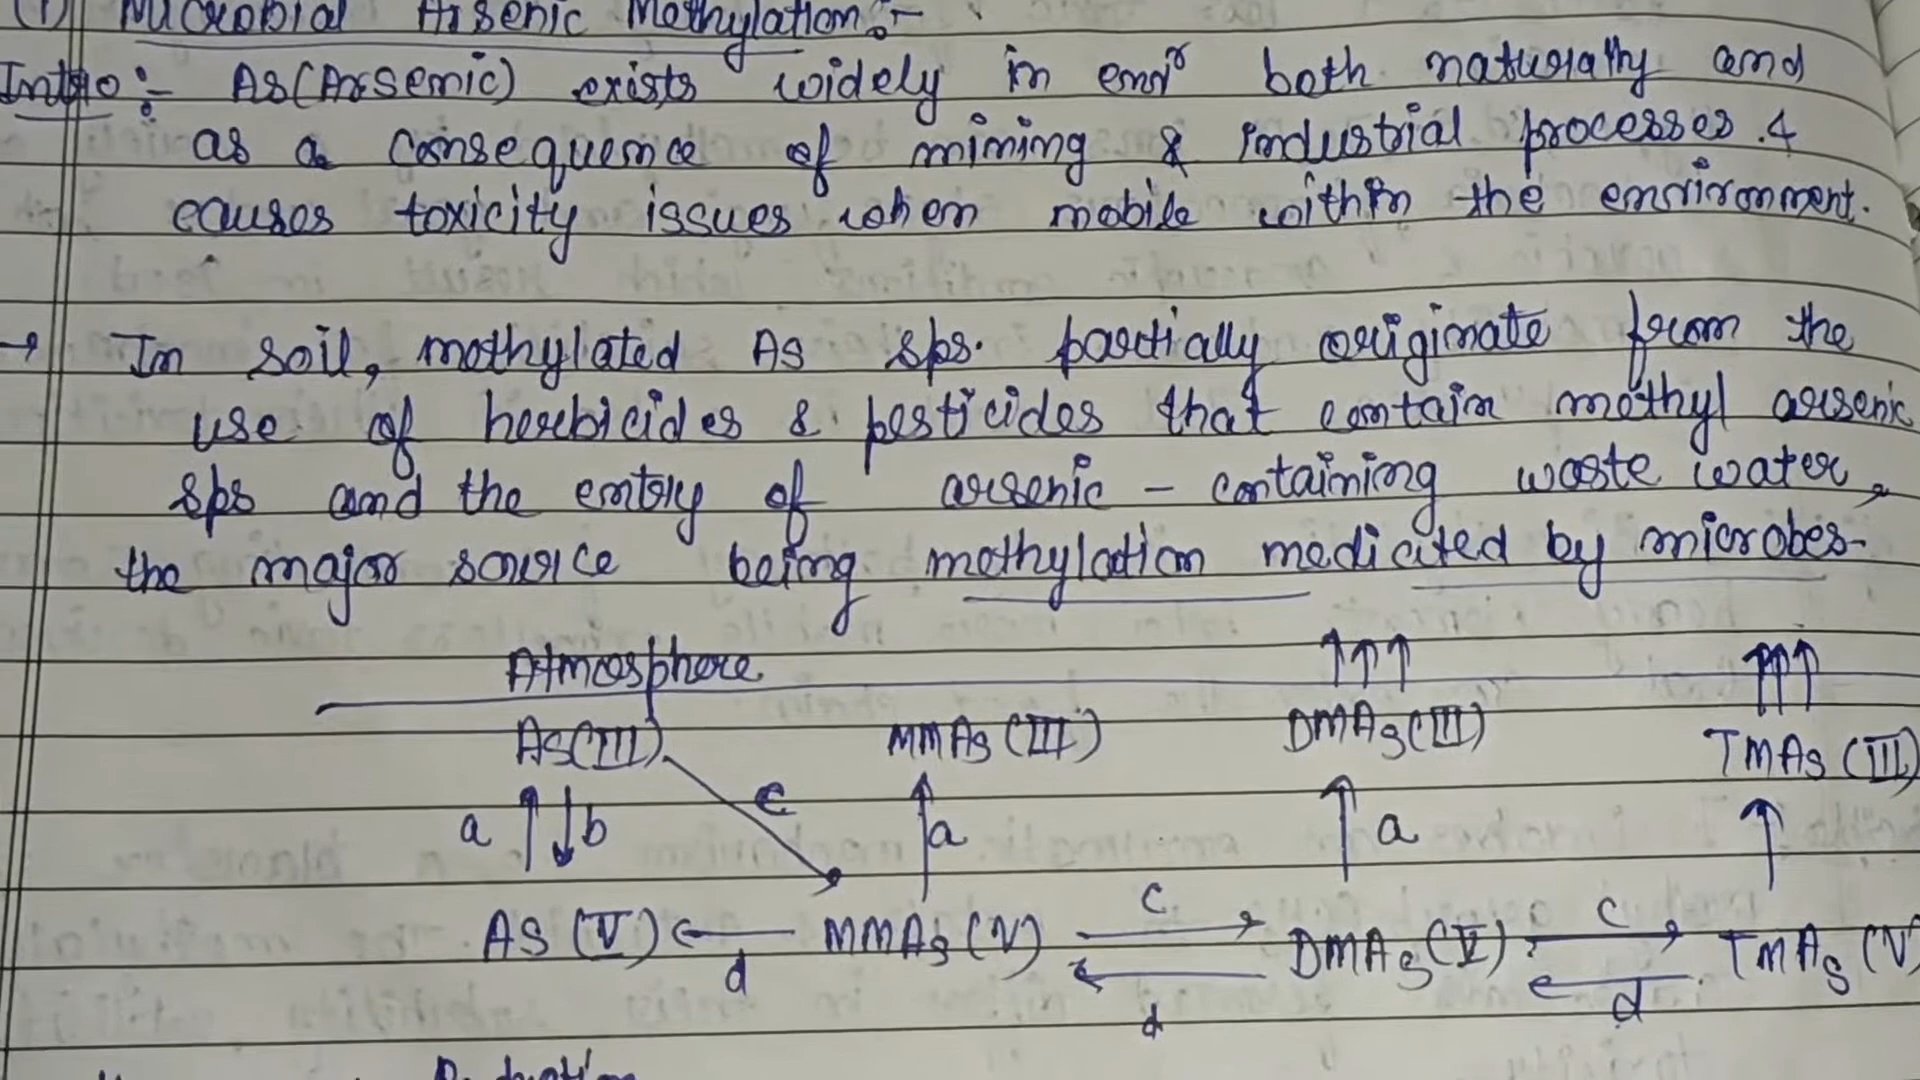 (1) Microbial Arsenic Methylation:-
Intro:- As(Arsenic) exists widely in envr both naturally and
as a consequence of mining & industrial processes. &
causes toxicity issues when mobile within the environment.
→ In soil, methylated As sps. partially originate from the
use of herbicides & pesticides that contain methyl arsenic
sps and the entry of arsenic - containing waste water,
the major source being methylation medicated by microbes-
Atmosphere ↑↑↑ ↑↑↑
As(III) MMAs (III) DMAs(III) TMAs (III)
a ↑ ↓ b c ↑ a ↑ a ↑
c c
As (V) ← MMAs (V) → DMAs (V) → TMAs (V)
d ← d ← d
Reduction